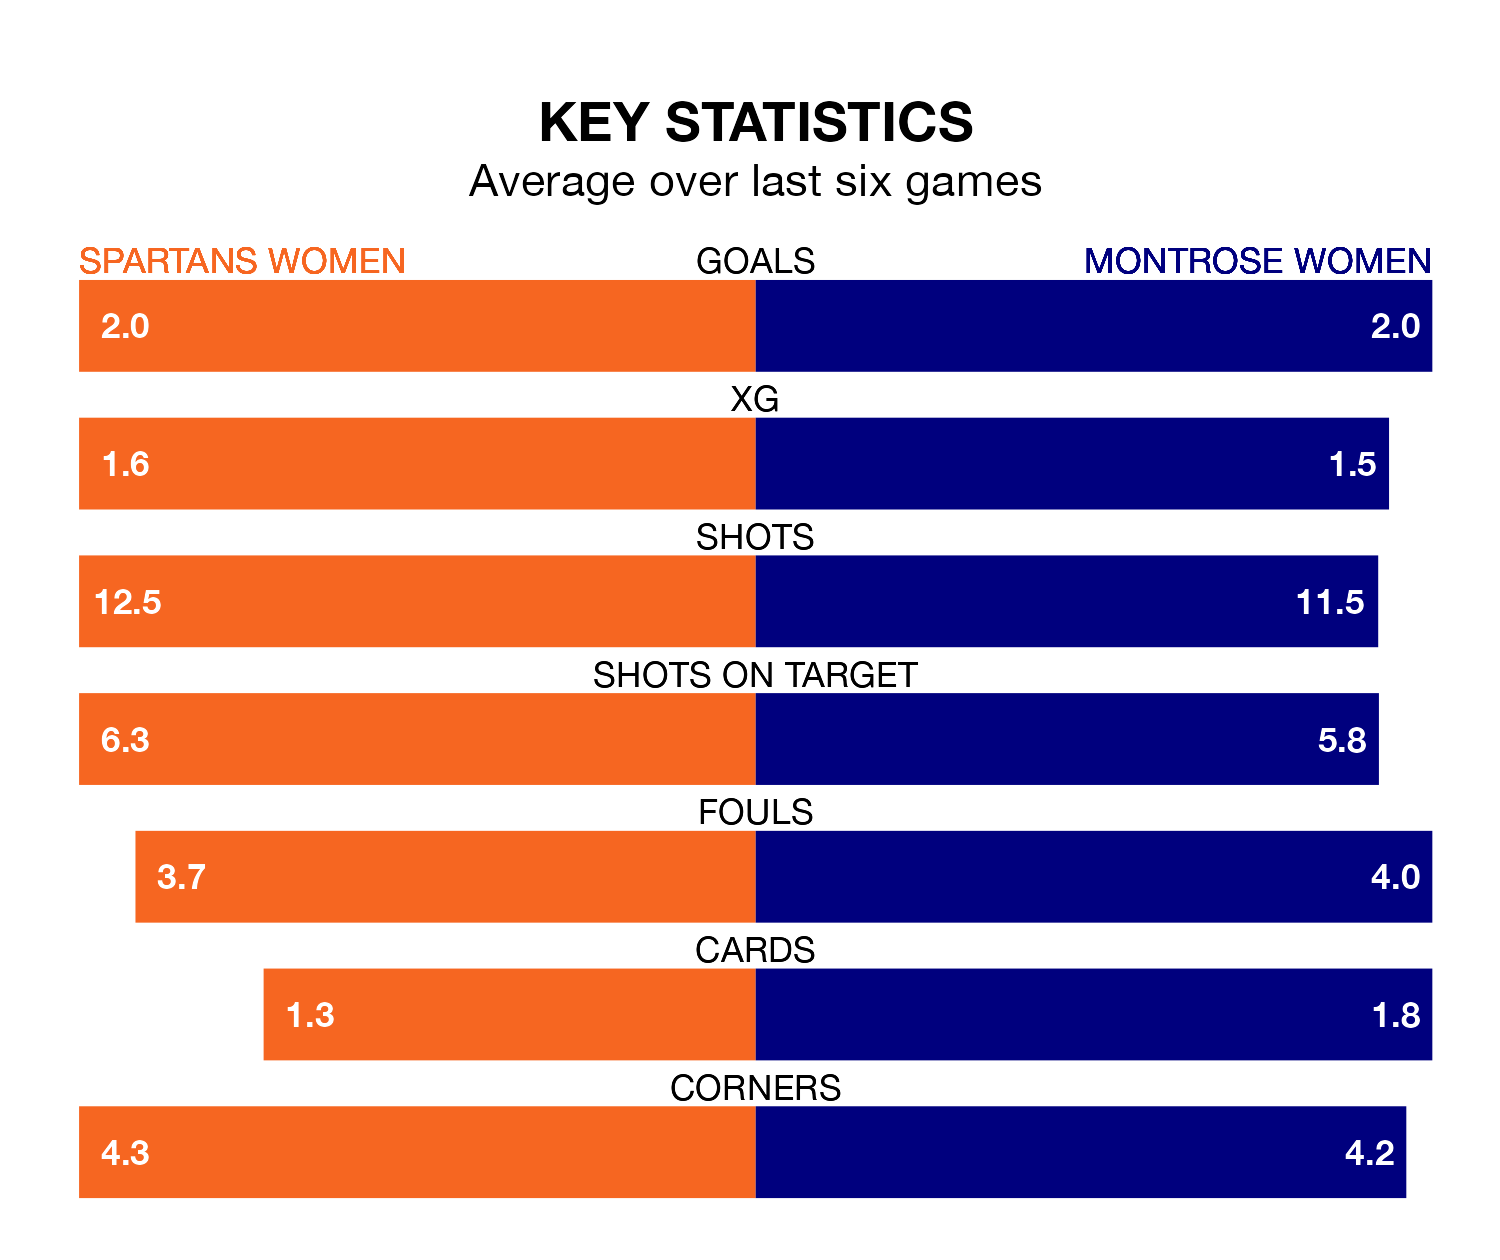 KEY STATISTICS
Average over last six games
SPARTANS WOMEN GOALS MONTROSE WOMEN
2.0 2.0
XG
1.6 1.5
SHOTS
12.5 11.5
SHOTS ON TARGET
6.3 5.8
FOULS
3.7 4.0
CARDS
1.3 1.8
CORNERS
4.3 4.2